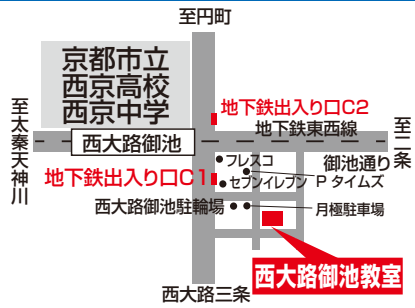 至円町
京都市立
西京高校
西京中学
地下鉄出入り口C2
至太秦天神川
西大路御池
地下鉄東西線
至二条
フレスコ
御池通り
地下鉄出入り口C1
セブンイレブン
P タイムズ
西大路御池駐輪場
月極駐車場
西大路御池教室
西大路三条